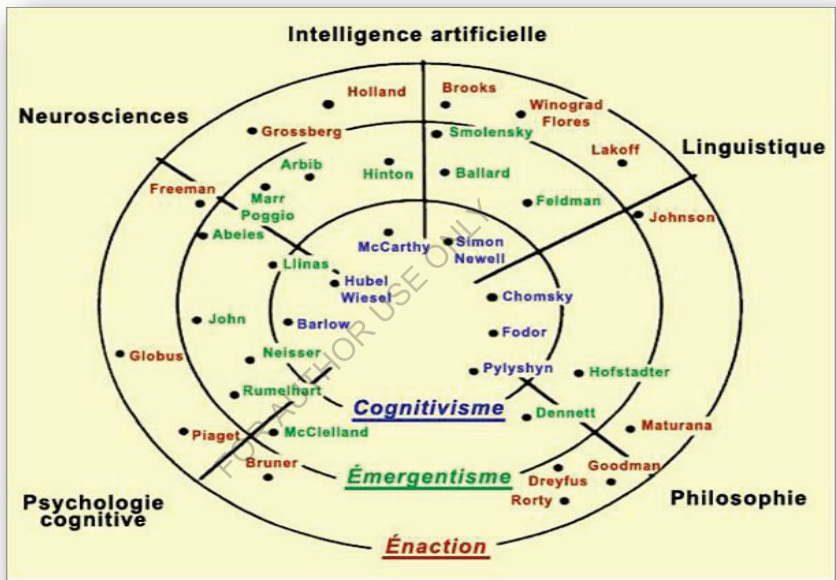 Intelligence artificielle
Holland
Brooks
Neurosciences
Winograd
Flores
Grossberg
Smolensky
Lakoff
Linguistique
Arbib
Hinton
Ballard
Freeman
Marr
Poggio
Feldman
Johnson
Abeies
McCarthy
Simon
Newell
Llinas
Hubel
Wiesel
Chomsky
John
Barlow
Fodor
Globus
Neisser
Pylyshyn
Hofstadter
Rumelhart
Cognitivisme
Dennett
Piaget
McClelland
Maturana
Bruner
Émergentisme
Goodman
Dreyfus
Rorty
Psychologie
cognitive
Philosophie
Énaction
FOR AUTHOR USE ONLY